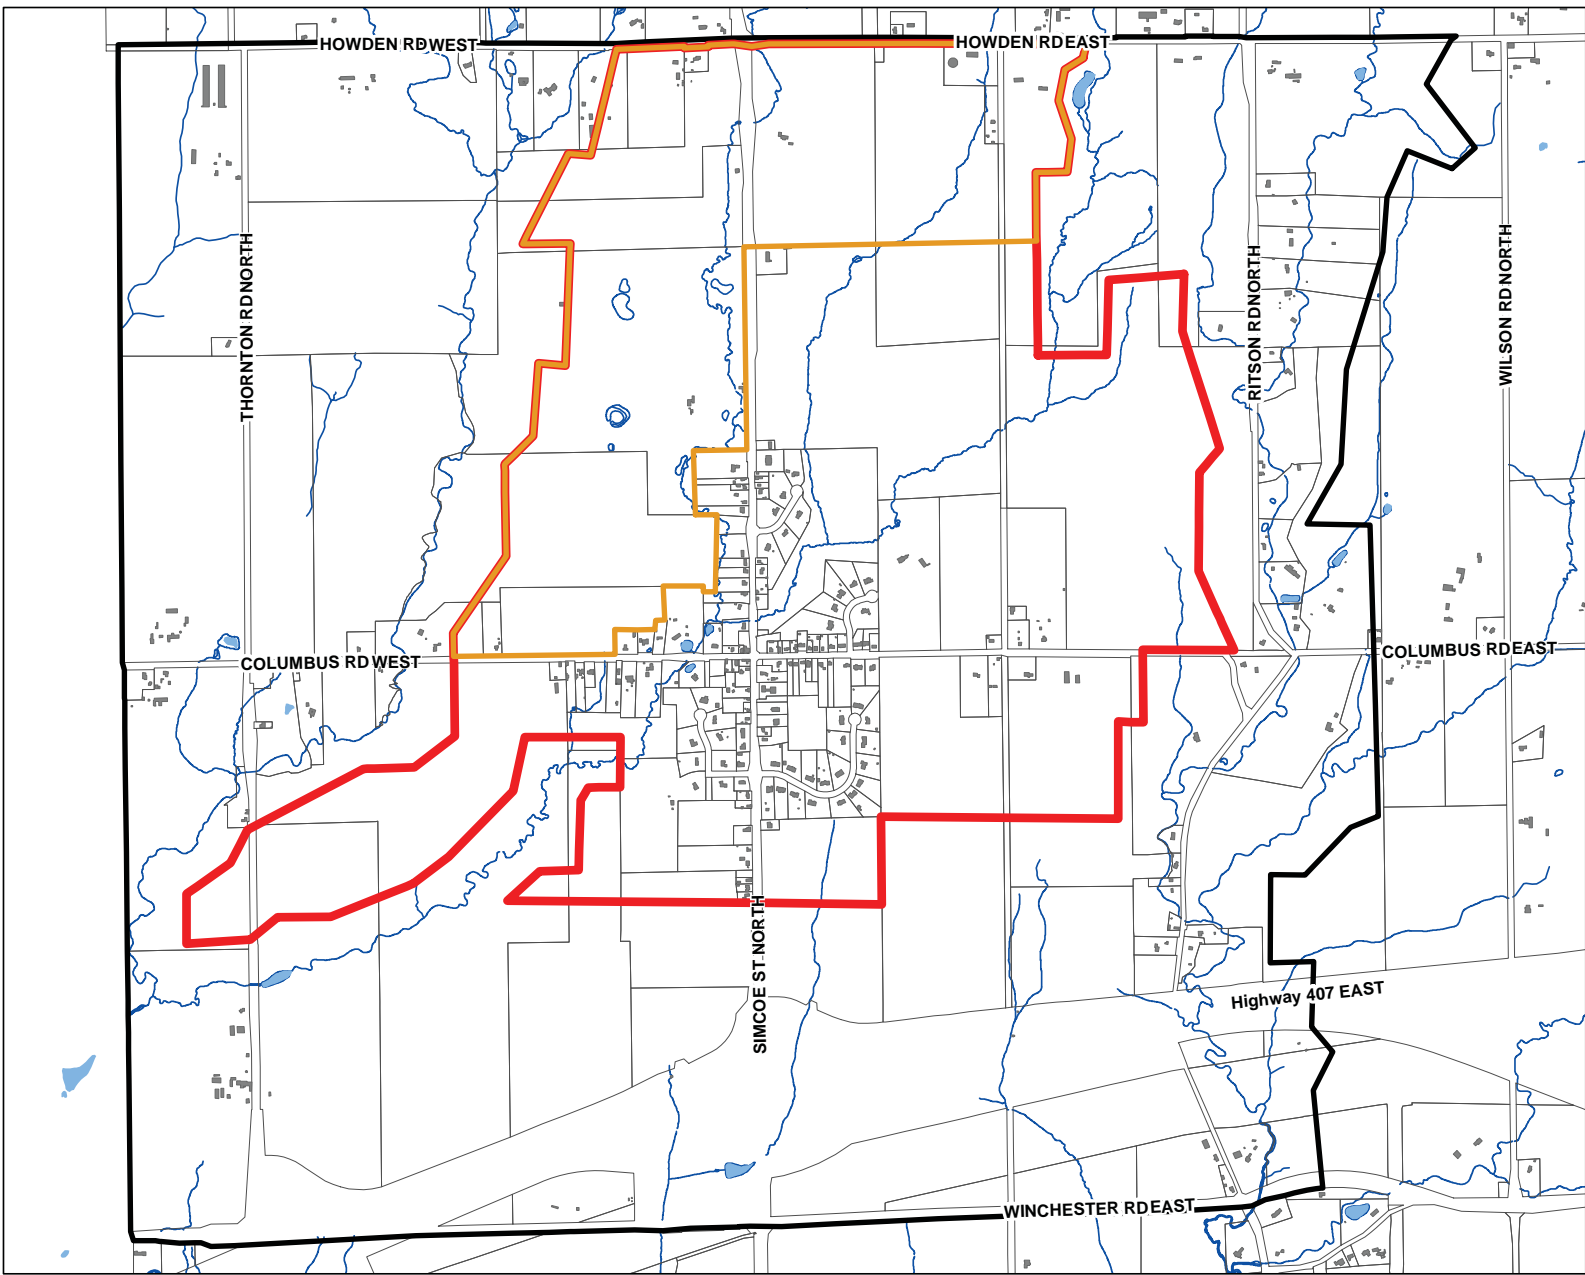 HOWDEN RD WEST
HOWDEN RD EAST
THORNTON RD NORTH
RITSON RD NORTH
WILSON RD NORTH
COLUMBUS RD WEST
COLUMBUS RD EAST
SIMCOE ST NORTH
Highway 407 EAST
WINCHESTER RD EAST